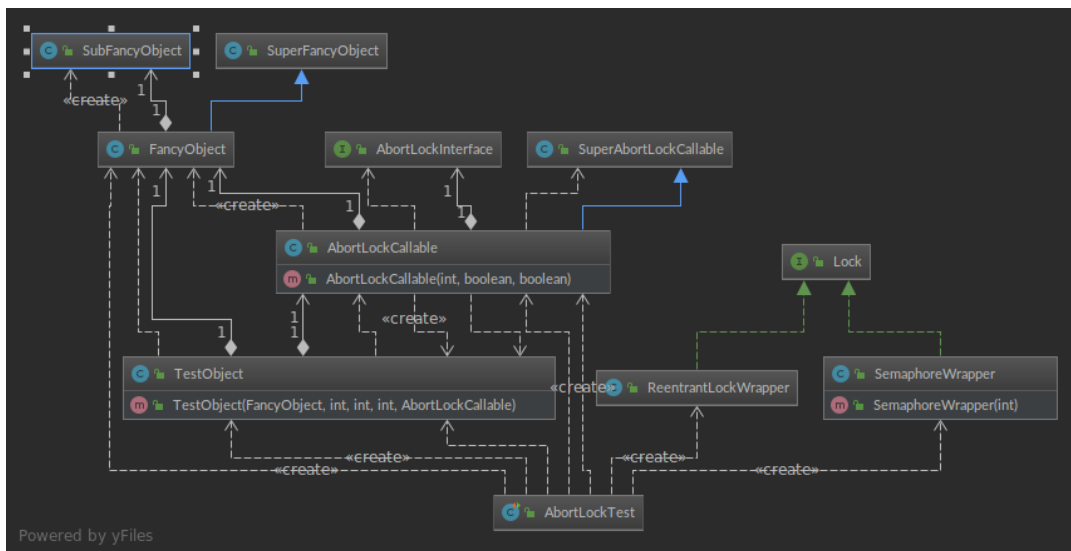 SubFancyObject
SuperFancyObject
«create»
1
1
FancyObject
AbortLockInterface
SuperAbortLockCallable
1
1
«create»
1
1
1
AbortLockCallable
AbortLockCallable(int, boolean, boolean)
Lock
1
«create»
1
1
TestObject
TestObject(FancyObject, int, int, int, AbortLockCallable)
«create»
ReentrantLockWrapper
SemaphoreWrapper
SemaphoreWrapper(int)
«create»
«create»
«create»
«create»
AbortLockTest
Powered by yFiles